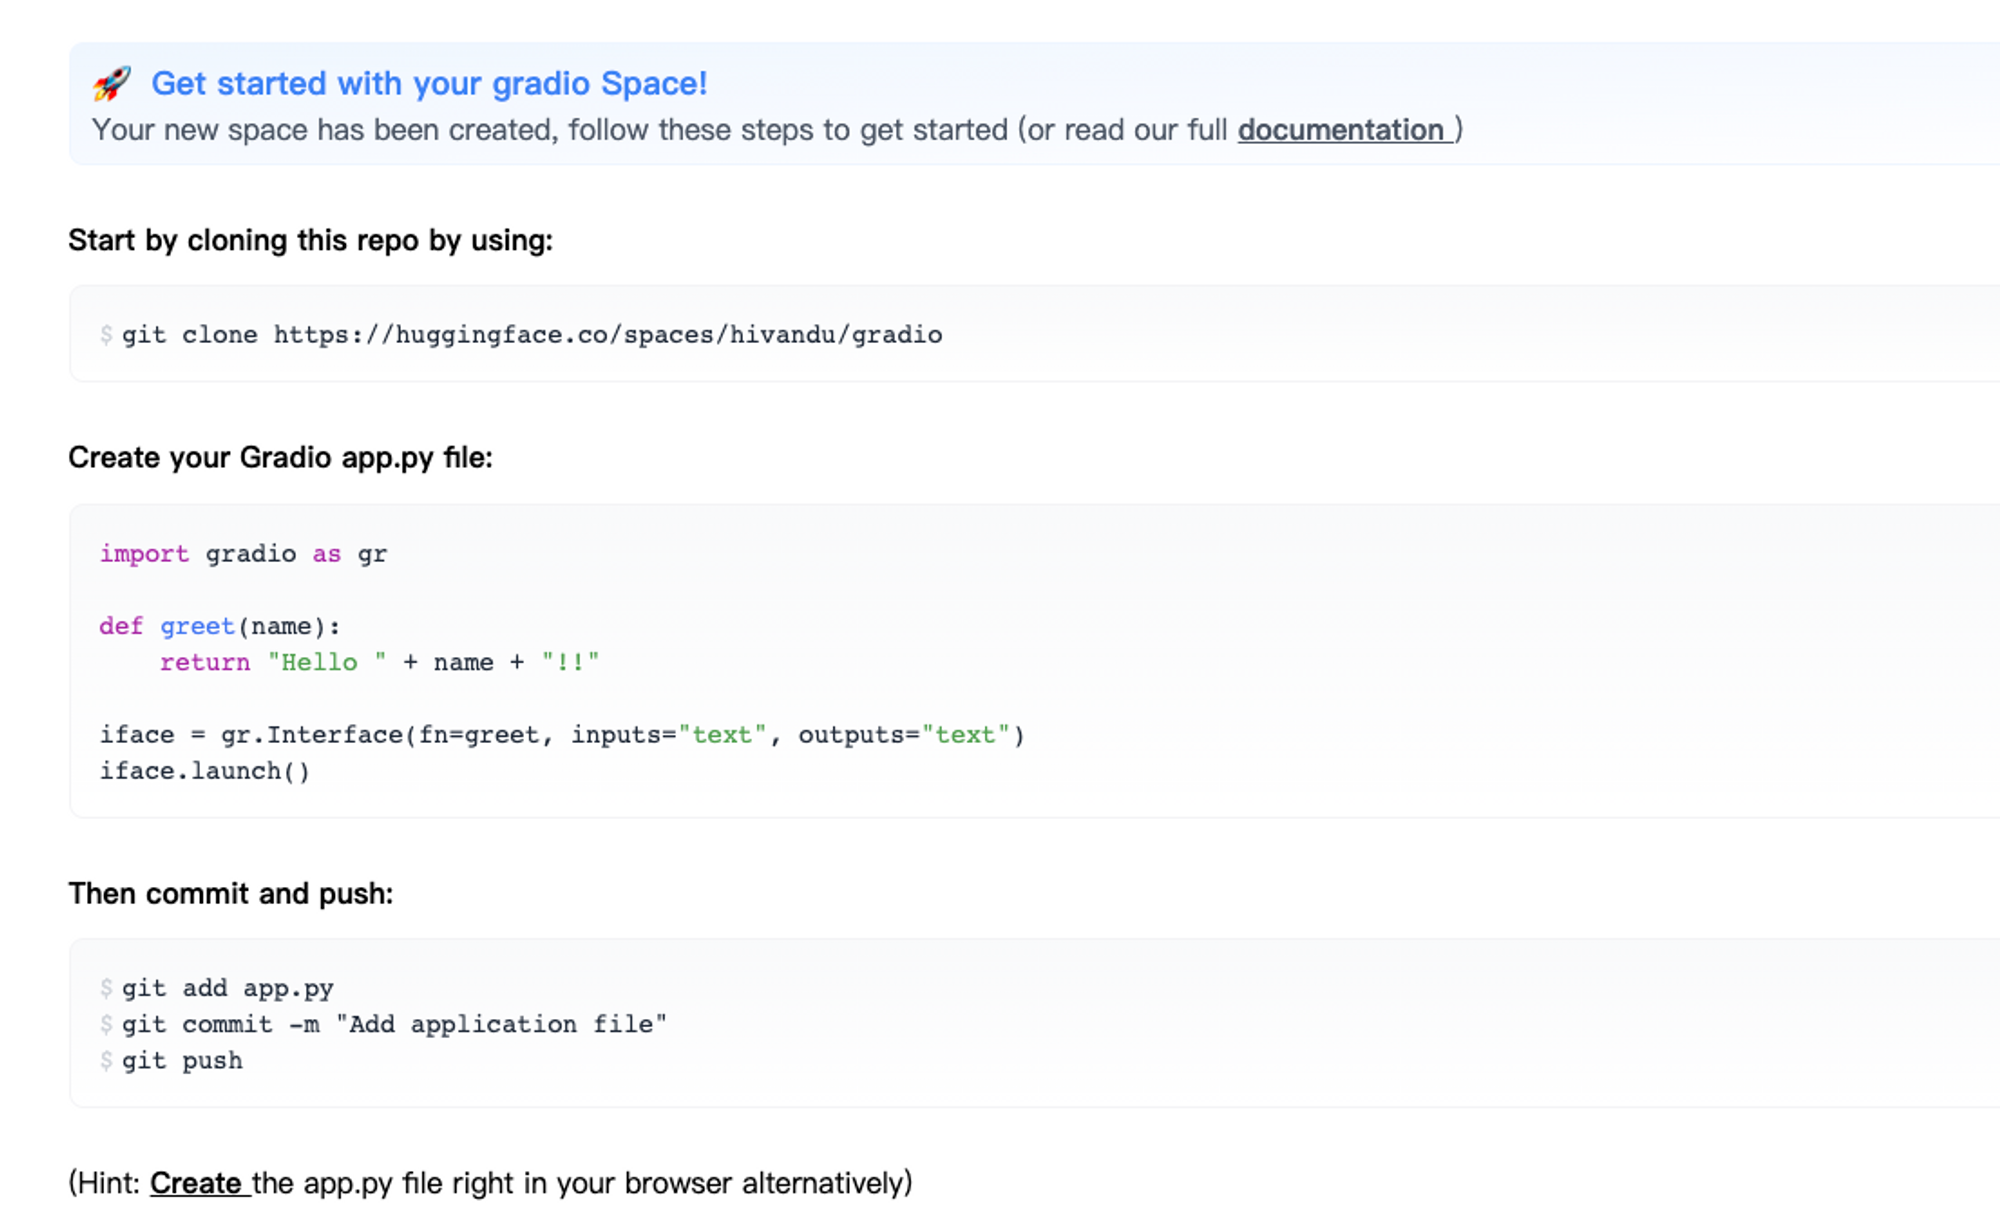 🚀 Get started with your gradio Space!
Your new space has been created, follow these steps to get started (or read our full documentation )
Start by cloning this repo by using:
$ git clone https://huggingface.co/spaces/hivandu/gradio
Create your Gradio app.py file:
import gradio as gr
def greet(name):
    return "Hello " + name + "!!"
iface = gr.Interface(fn=greet, inputs="text", outputs="text")
iface.launch()
Then commit and push:
$ git add app.py
$ git commit -m "Add application file"
$ git push
(Hint: Create the app.py file right in your browser alternatively)